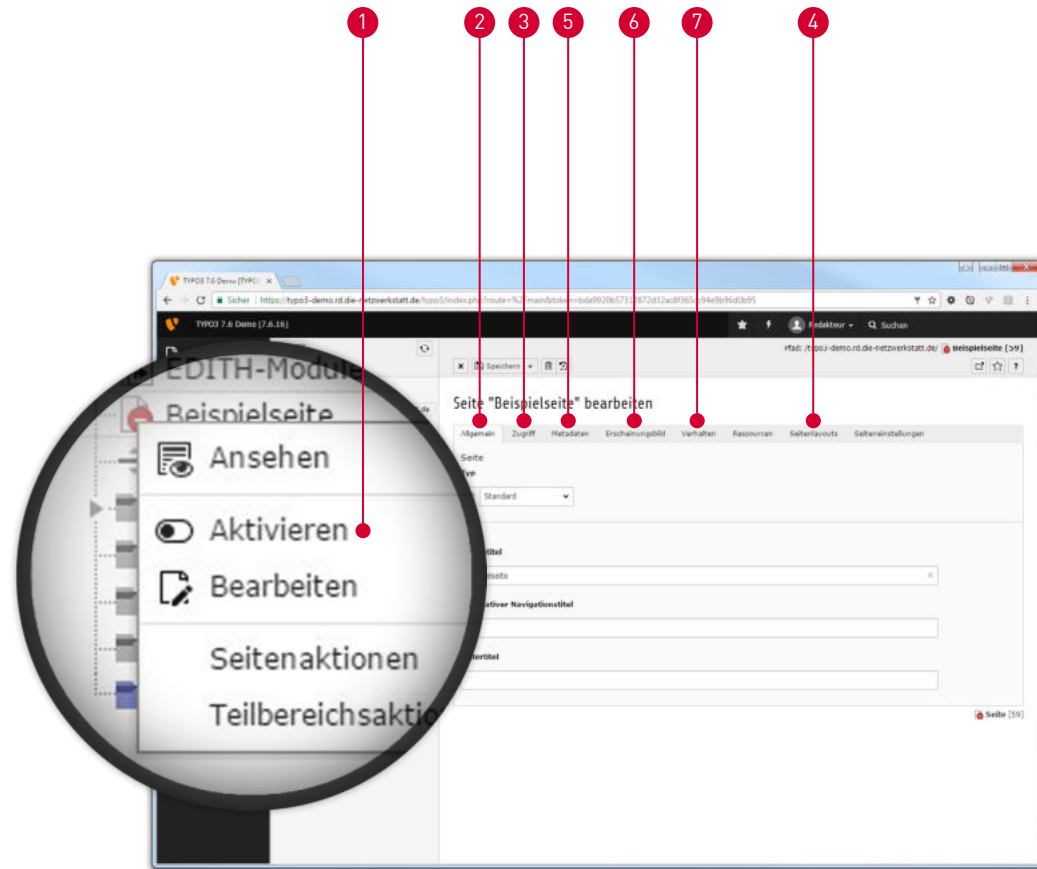 1 2 3 5 6 7 4
TYPO3 7.6 Demo [TYPO
Sicher https://typo3-demo.rd.die-netzwerkstatt.de/typo3/index.php?route=%2Fmain&token=
TYPO3 7.6 Demo [7.6.16]
Redakteur
Suchen
Pfad: /typo3-demo.rd.die-netzwerkstatt.de/ Beispielseite [59]
Speichern
Seite "Beispielseite" bearbeiten
Allgemein Zugriff Metadaten Erscheinungsbild Verhalten Ressourcen Seitenlayouts Seiteneinstellungen
Seite
Typ
Standard
EDITH-Module
Beispielseite
Ansehen
Aktivieren
Bearbeiten
Seitenaktionen
Teilbereichsaktio
Seite [59]